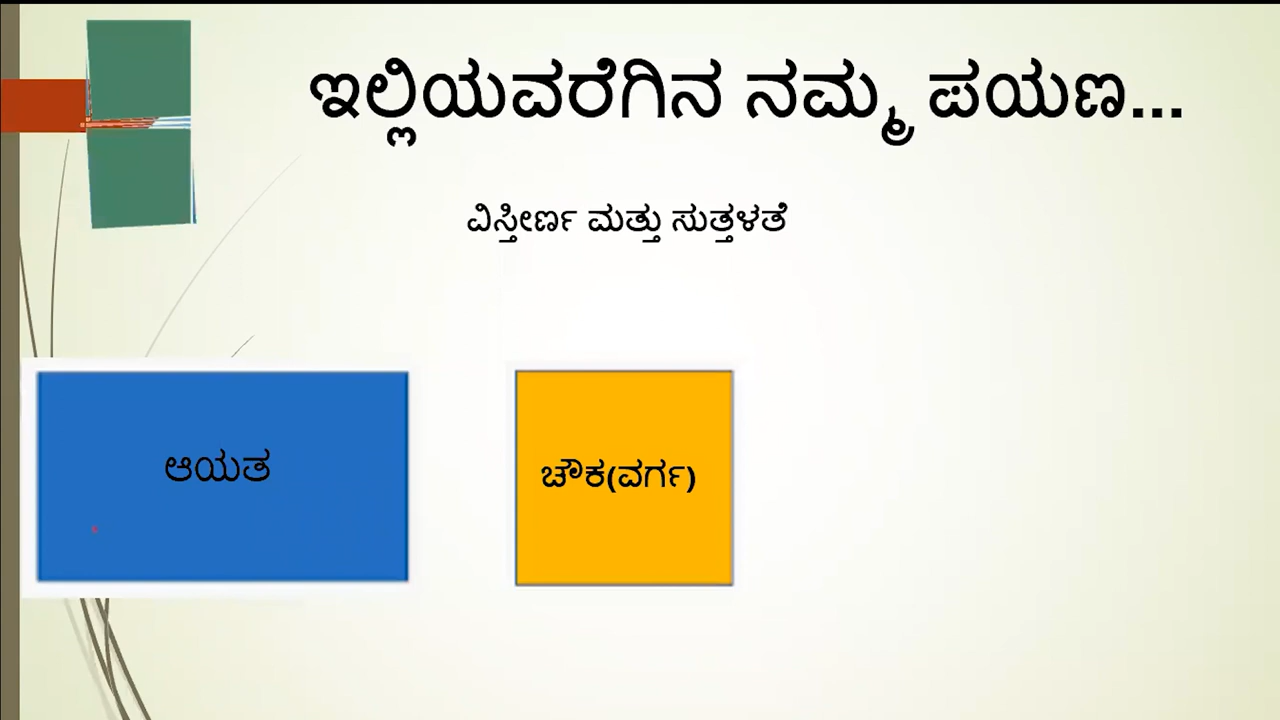 ಇಲ್ಲಿಯವರೆಗಿನ ನಮ್ಮ ಪಯಣ...
ವಿಸ್ತೀರ್ಣ ಮತ್ತು ಸುತ್ತಳತೆ
ಆಯತ
ಚೌಕ(ವರ್ಗ)